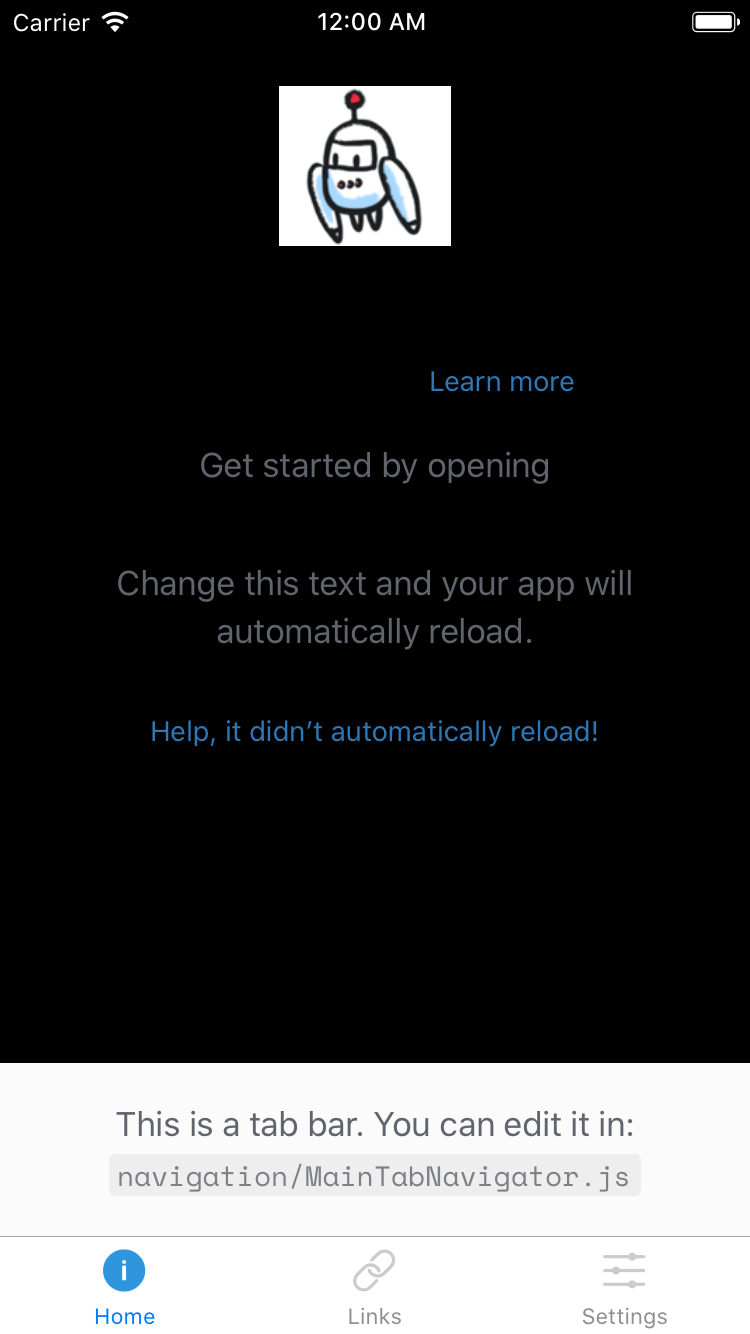 Carrier 12:00 AM
Learn more
Get started by opening
Change this text and your app will
automatically reload.
Help, it didn’t automatically reload!
This is a tab bar. You can edit it in:
navigation/MainTabNavigator.js
Home Links Settings